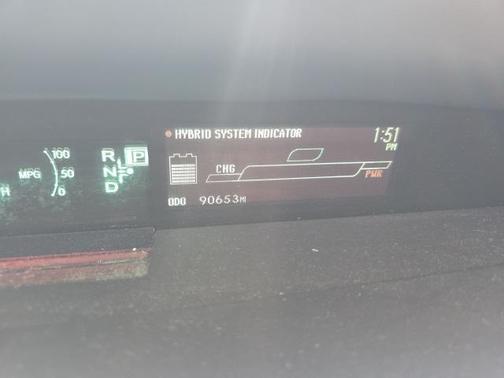 HYBRID SYSTEM INDICATOR 1:51
PM
100
MPG 50
0
H
R P
N
D
CHG
PWR
ODO 90653MI